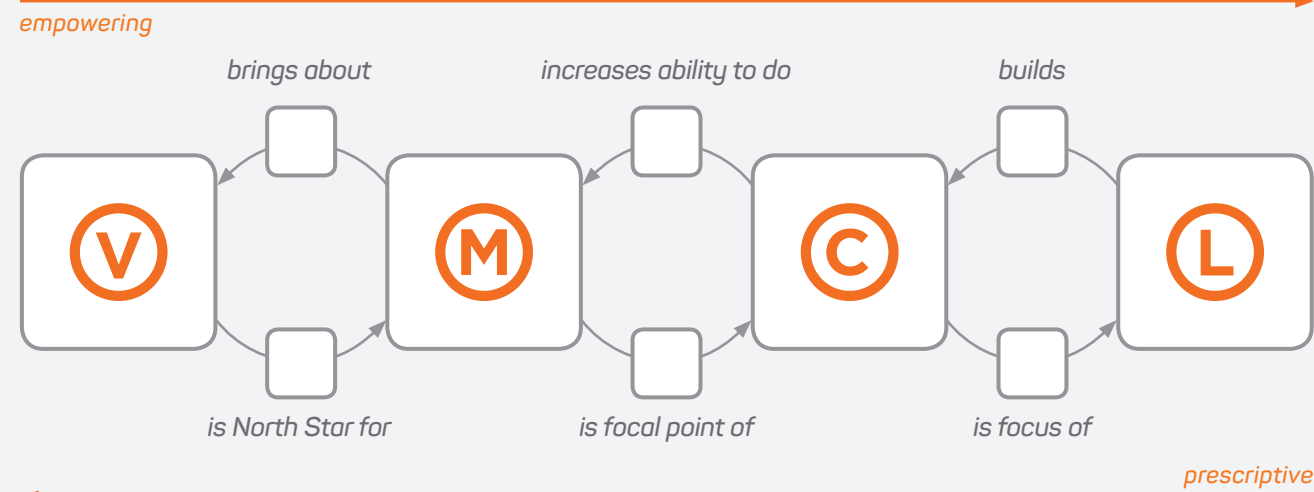 empowering
brings about increases ability to do builds
V M C L
is North Star for is focal point of is focus of
prescriptive